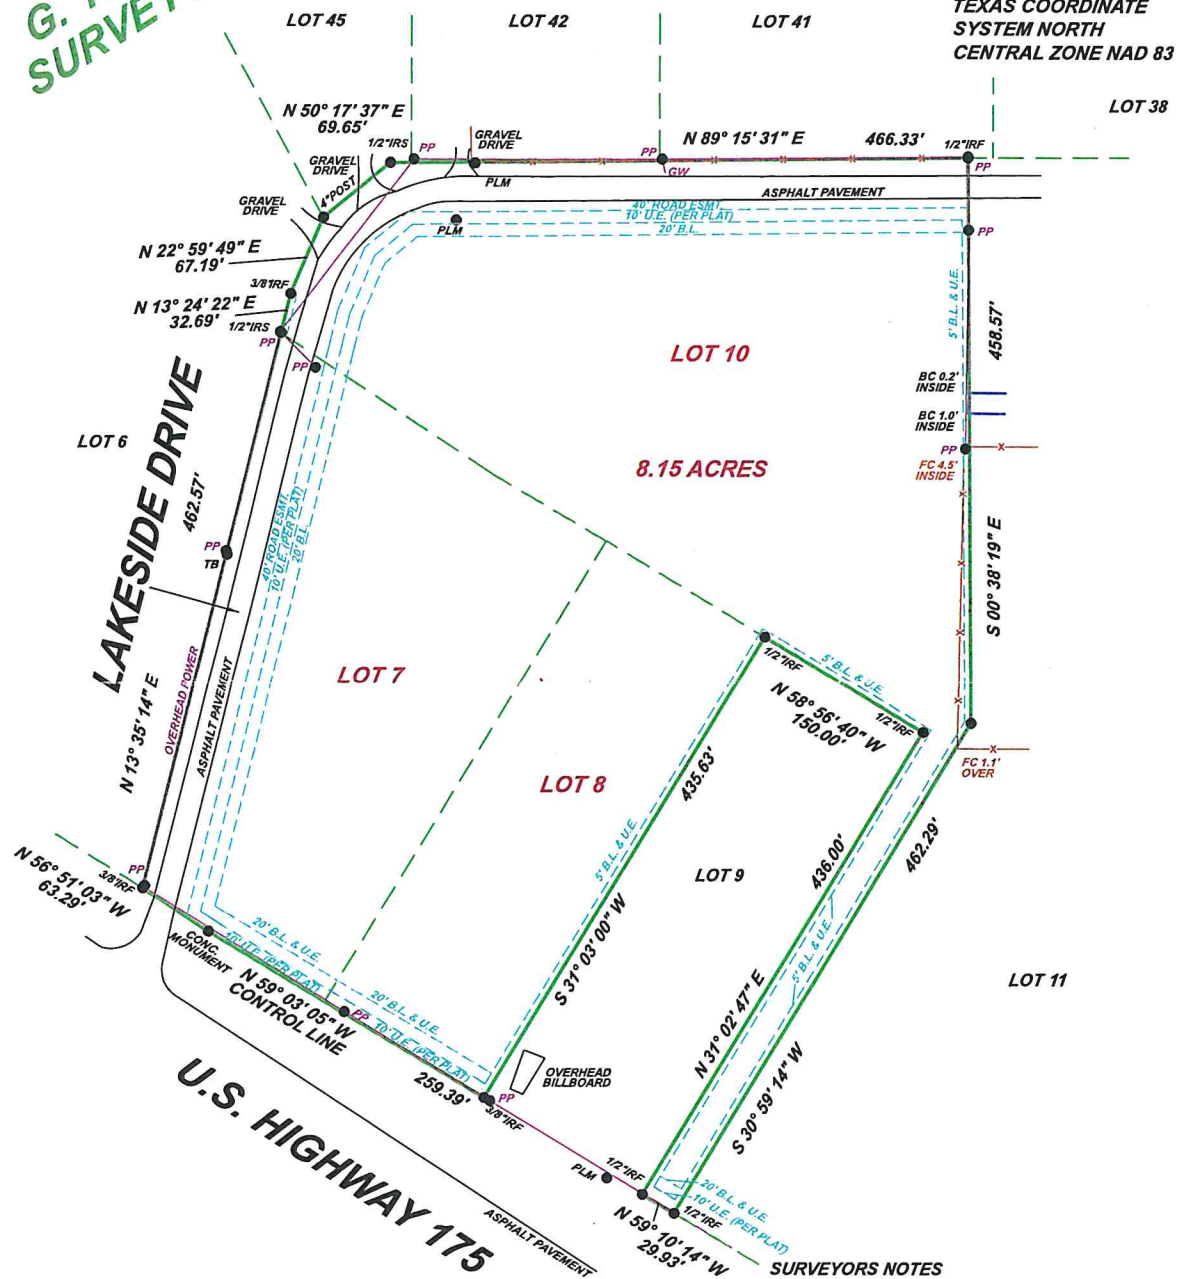 G.
SURVEY
LOT 45
LOT 42
LOT 41
TEXAS COORDINATE
SYSTEM NORTH
CENTRAL ZONE NAD 83
LOT 38
N 50° 17' 37" E
69.65'
1/2"IRS
PP
GRAVEL
DRIVE
PP
N 89° 15' 31" E
466.33'
1/2"IRF
PP
GRAVEL
DRIVE
4"POST
PLM
GW
ASPHALT PAVEMENT
GRAVEL
DRIVE
40' ROAD ESMT.
10' U.E. (PER PLAT)
20' B.L.
PLM
PP
N 22° 59' 49" E
67.19'
3/8"IRF
N 13° 24' 22" E
32.69'
1/2"IRS
PP
PP
5' B.L. & U.E.
458.57'
LOT 10
BC 0.2'
INSIDE
BC 1.0'
INSIDE
PP
FC 4.5'
INSIDE
8.15 ACRES
LOT 6
LAKESIDE DRIVE
462.57'
40' ROAD ESMT.
10' U.E. (PER PLAT)
20' B.L.
PP
TB
S 00° 38' 19" E
N 13° 35' 14" E
OVERHEAD POWER
ASPHALT PAVEMENT
LOT 7
1/2"IRF
5' B.L. & U.E.
N 58° 56' 40" W
150.00'
1/2"IRF
FC 1.1'
OVER
LOT 8
435.63'
5' B.L. & U.E.
LOT 9
436.00'
462.29'
N 56° 51' 03" W
63.29'
3/8"IRF
PP
CONC.
MONUMENT
20' B.L. & U.E.
10' U.E. (PER PLAT)
N 59° 03' 05" W
CONTROL LINE
PP
20' B.L. & U.E.
10' U.E. (PER PLAT)
259.39'
S 31° 03' 00" W
5' B.L. & U.E.
LOT 11
N 31° 02' 47" E
S 30° 59' 14" W
OVERHEAD
BILLBOARD
PP
3/8"IRF
U.S. HIGHWAY 175
ASPHALT PAVEMENT
PLM
1/2"IRF
20' B.L. & U.E.
10' U.E. (PER PLAT)
1/2"IRF
N 59° 10' 14" W
29.93'
SURVEYORS NOTES